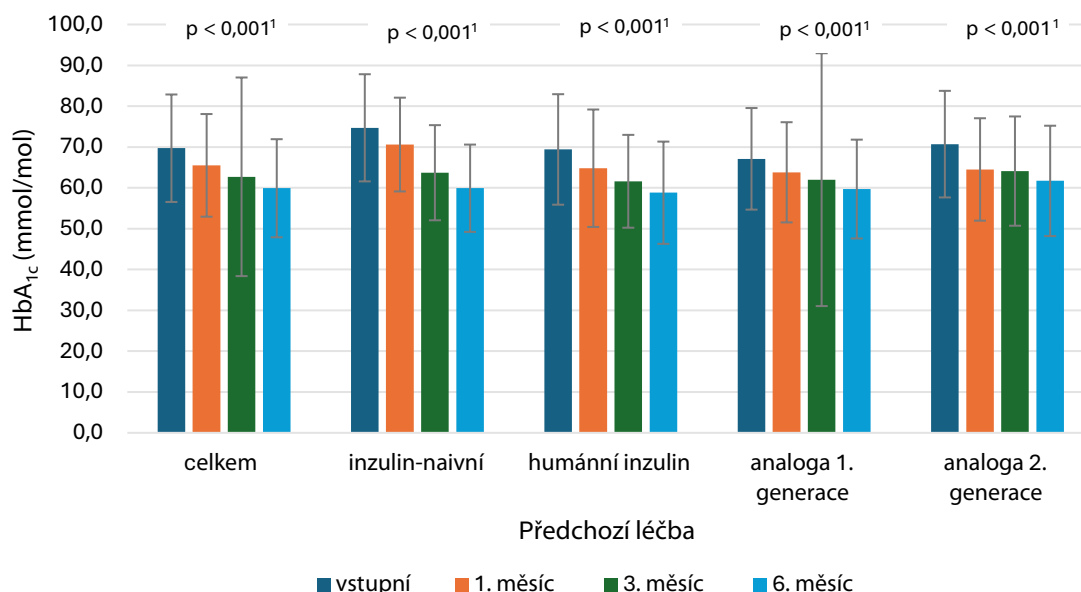 100,0
90,0
80,0
70,0
60,0
50,0
40,0
30,0
20,0
10,0
0,0
HbA1c (mmol/mol)
p < 0,001¹
p < 0,001¹
p < 0,001¹
p < 0,001¹
p < 0,001¹
celkem
inzulin-naivní
humánní inzulin
analoga 1.
generace
analoga 2.
generace
Předchozí léčba
vstupní
1. měsíc
3. měsíc
6. měsíc